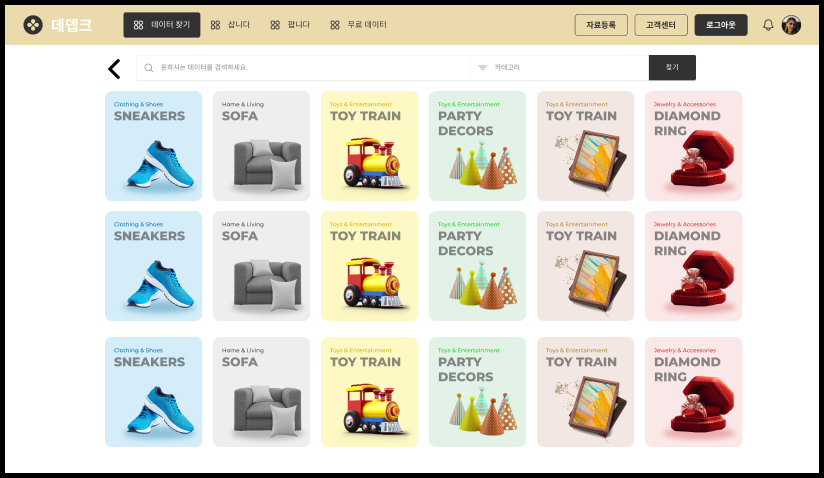 데뎁크
데이터 찾기
삽니다
팝니다
무료 데이터
자료등록
고객센터
로그아웃
원하시는 데이터를 검색하세요.
카테고리
찾기
Clothing & Shoes
SNEAKERS
Home & Living
SOFA
Toys & Entertainment
TOY TRAIN
Toys & Entertainment
PARTY
DECORS
Toys & Entertainment
TOY TRAIN
Jewelry & Accessories
DIAMOND
RING
Clothing & Shoes
SNEAKERS
Home & Living
SOFA
Toys & Entertainment
TOY TRAIN
Toys & Entertainment
PARTY
DECORS
Toys & Entertainment
TOY TRAIN
Jewelry & Accessories
DIAMOND
RING
Clothing & Shoes
SNEAKERS
Home & Living
SOFA
Toys & Entertainment
TOY TRAIN
Toys & Entertainment
PARTY
DECORS
Toys & Entertainment
TOY TRAIN
Jewelry & Accessories
DIAMOND
RING